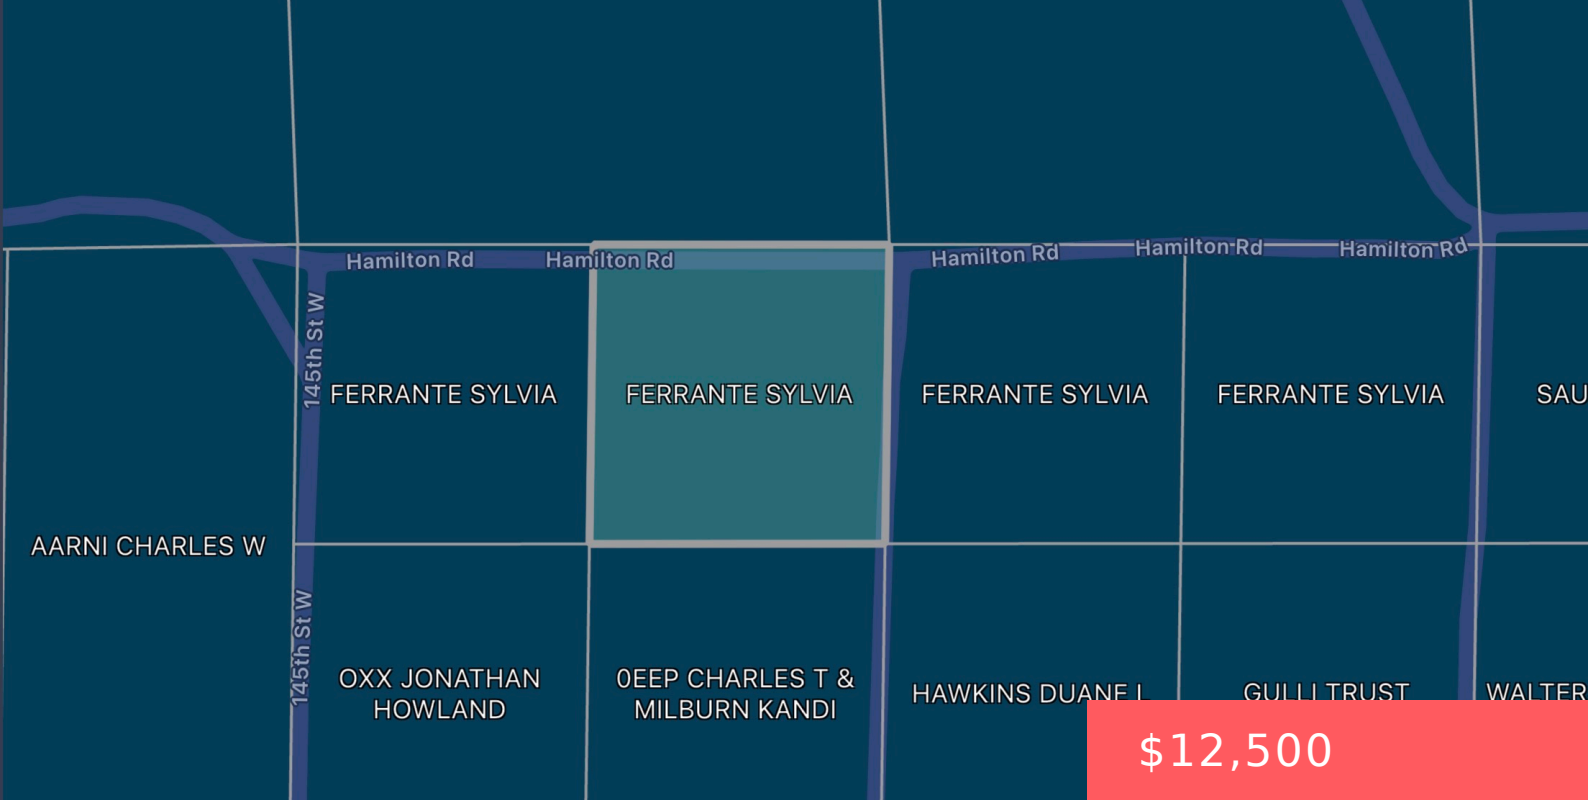 Hamilton Rd
Hamilton Rd
Hamilton Rd
Hamilton Rd
Hamilton Rd
145th St W
FERRANTE SYLVIA
FERRANTE SYLVIA
FERRANTE SYLVIA
FERRANTE SYLVIA
SAU
AARNI CHARLES W
145th St W
OXX JONATHAN
HOWLAND
0EEP CHARLES T &
MILBURN KANDI
HAWKINS DUANE L
GULLI TRUST
WALTER
$12,500